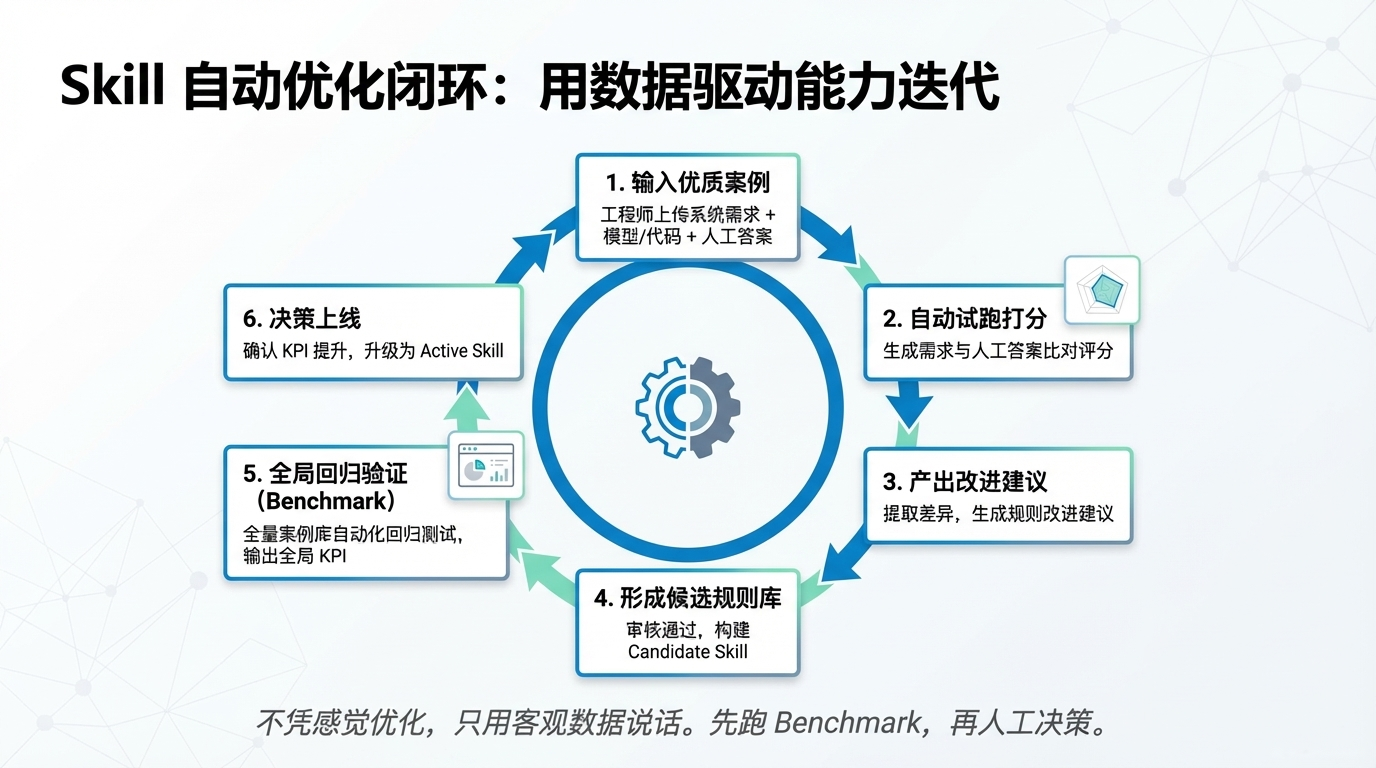 Skill 自动优化闭环：用数据驱动能力迭代
1. 输入优质案例
工程师上传系统需求 +
模型/代码 + 人工答案
2. 自动试跑打分
生成需求与人工答案比对评分
3. 产出改进建议
提取差异，生成规则改进建议
4. 形成候选规则库
审核通过，构建
Candidate Skill
5. 全局回归验证
（Benchmark）
全量案例库自动化回归测试，
输出全局 KPI
6. 决策上线
确认 KPI 提升，升级为 Active Skill
不凭感觉优化，只用客观数据说话。先跑 Benchmark，再人工决策。